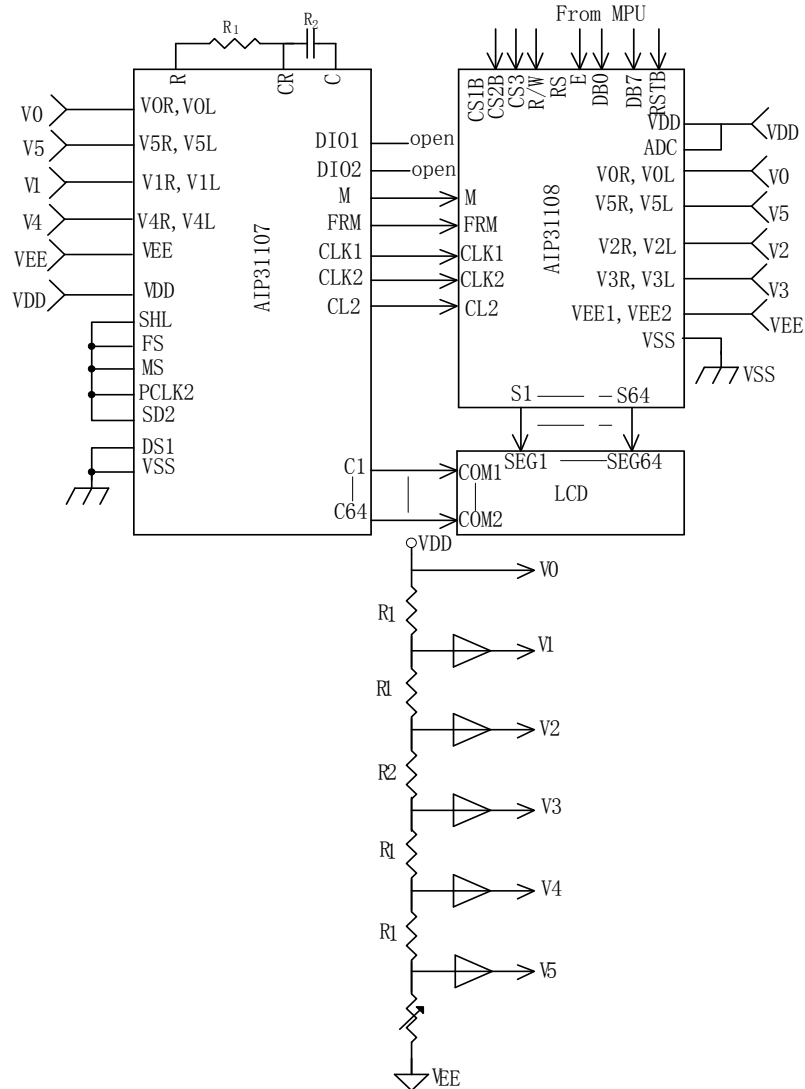 From MPU
R1
R2
R
CR
C
CS1B
CS2B
CS3
R/W
RS
E
DB0
DB7
RSTB
V0
V0R, V0L
V5
V5R, V5L
V1
V1R, V1L
V4
V4R, V4L
VEE
VEE
VDD
VDD
SHL
FS
MS
PCLK2
SD2
DS1
VSS
AIP31107
DIO1
open
DIO2
open
M
M
FRM
FRM
CLK1
CLK1
CLK2
CLK2
CL2
CL2
C1
C64
AIP31108
VDD
VDD
ADC
V0R, V0L
V0
V5R, V5L
V5
V2R, V2L
V2
V3R, V3L
V3
VEE1, VEE2
VEE
VSS
VSS
S1
S64
SEG1
SEG64
COM1
LCD
COM2
VDD
V0
R1
V1
R1
V2
R2
V3
R1
V4
R1
V5
VEE